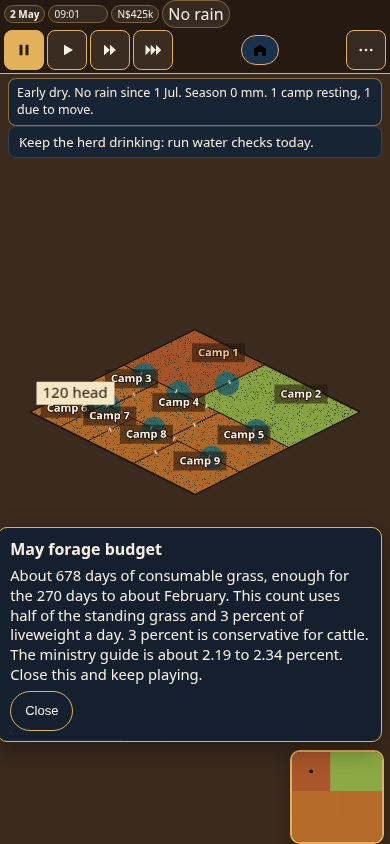 2 May
09:01
N$425k
No rain
Early dry. No rain since 1 Jul. Season 0 mm. 1 camp resting, 1
due to move.
Keep the herd drinking: run water checks today.
Camp 1
Camp 3
Camp 2
120 head
Camp 4
Camp 6
Camp 7
Camp 8
Camp 5
Camp 9
May forage budget
About 678 days of consumable grass, enough for
the 270 days to about February. This count uses
half of the standing grass and 3 percent of
liveweight a day. 3 percent is conservative for cattle.
The ministry guide is about 2.19 to 2.34 percent.
Close this and keep playing.
Close